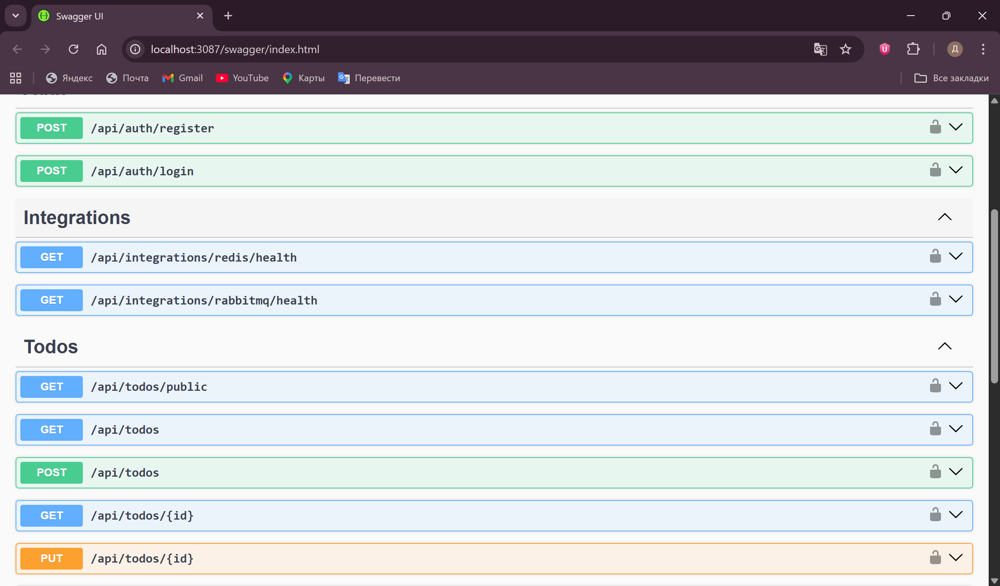 Swagger UI
localhost:3087/swagger/index.html
Д
Яндекс
Почта
Gmail
YouTube
Карты
Перевести
Все закладки
POST /api/auth/register
POST /api/auth/login
Integrations
GET /api/integrations/redis/health
GET /api/integrations/rabbitmq/health
Todos
GET /api/todos/public
GET /api/todos
POST /api/todos
GET /api/todos/{id}
PUT /api/todos/{id}